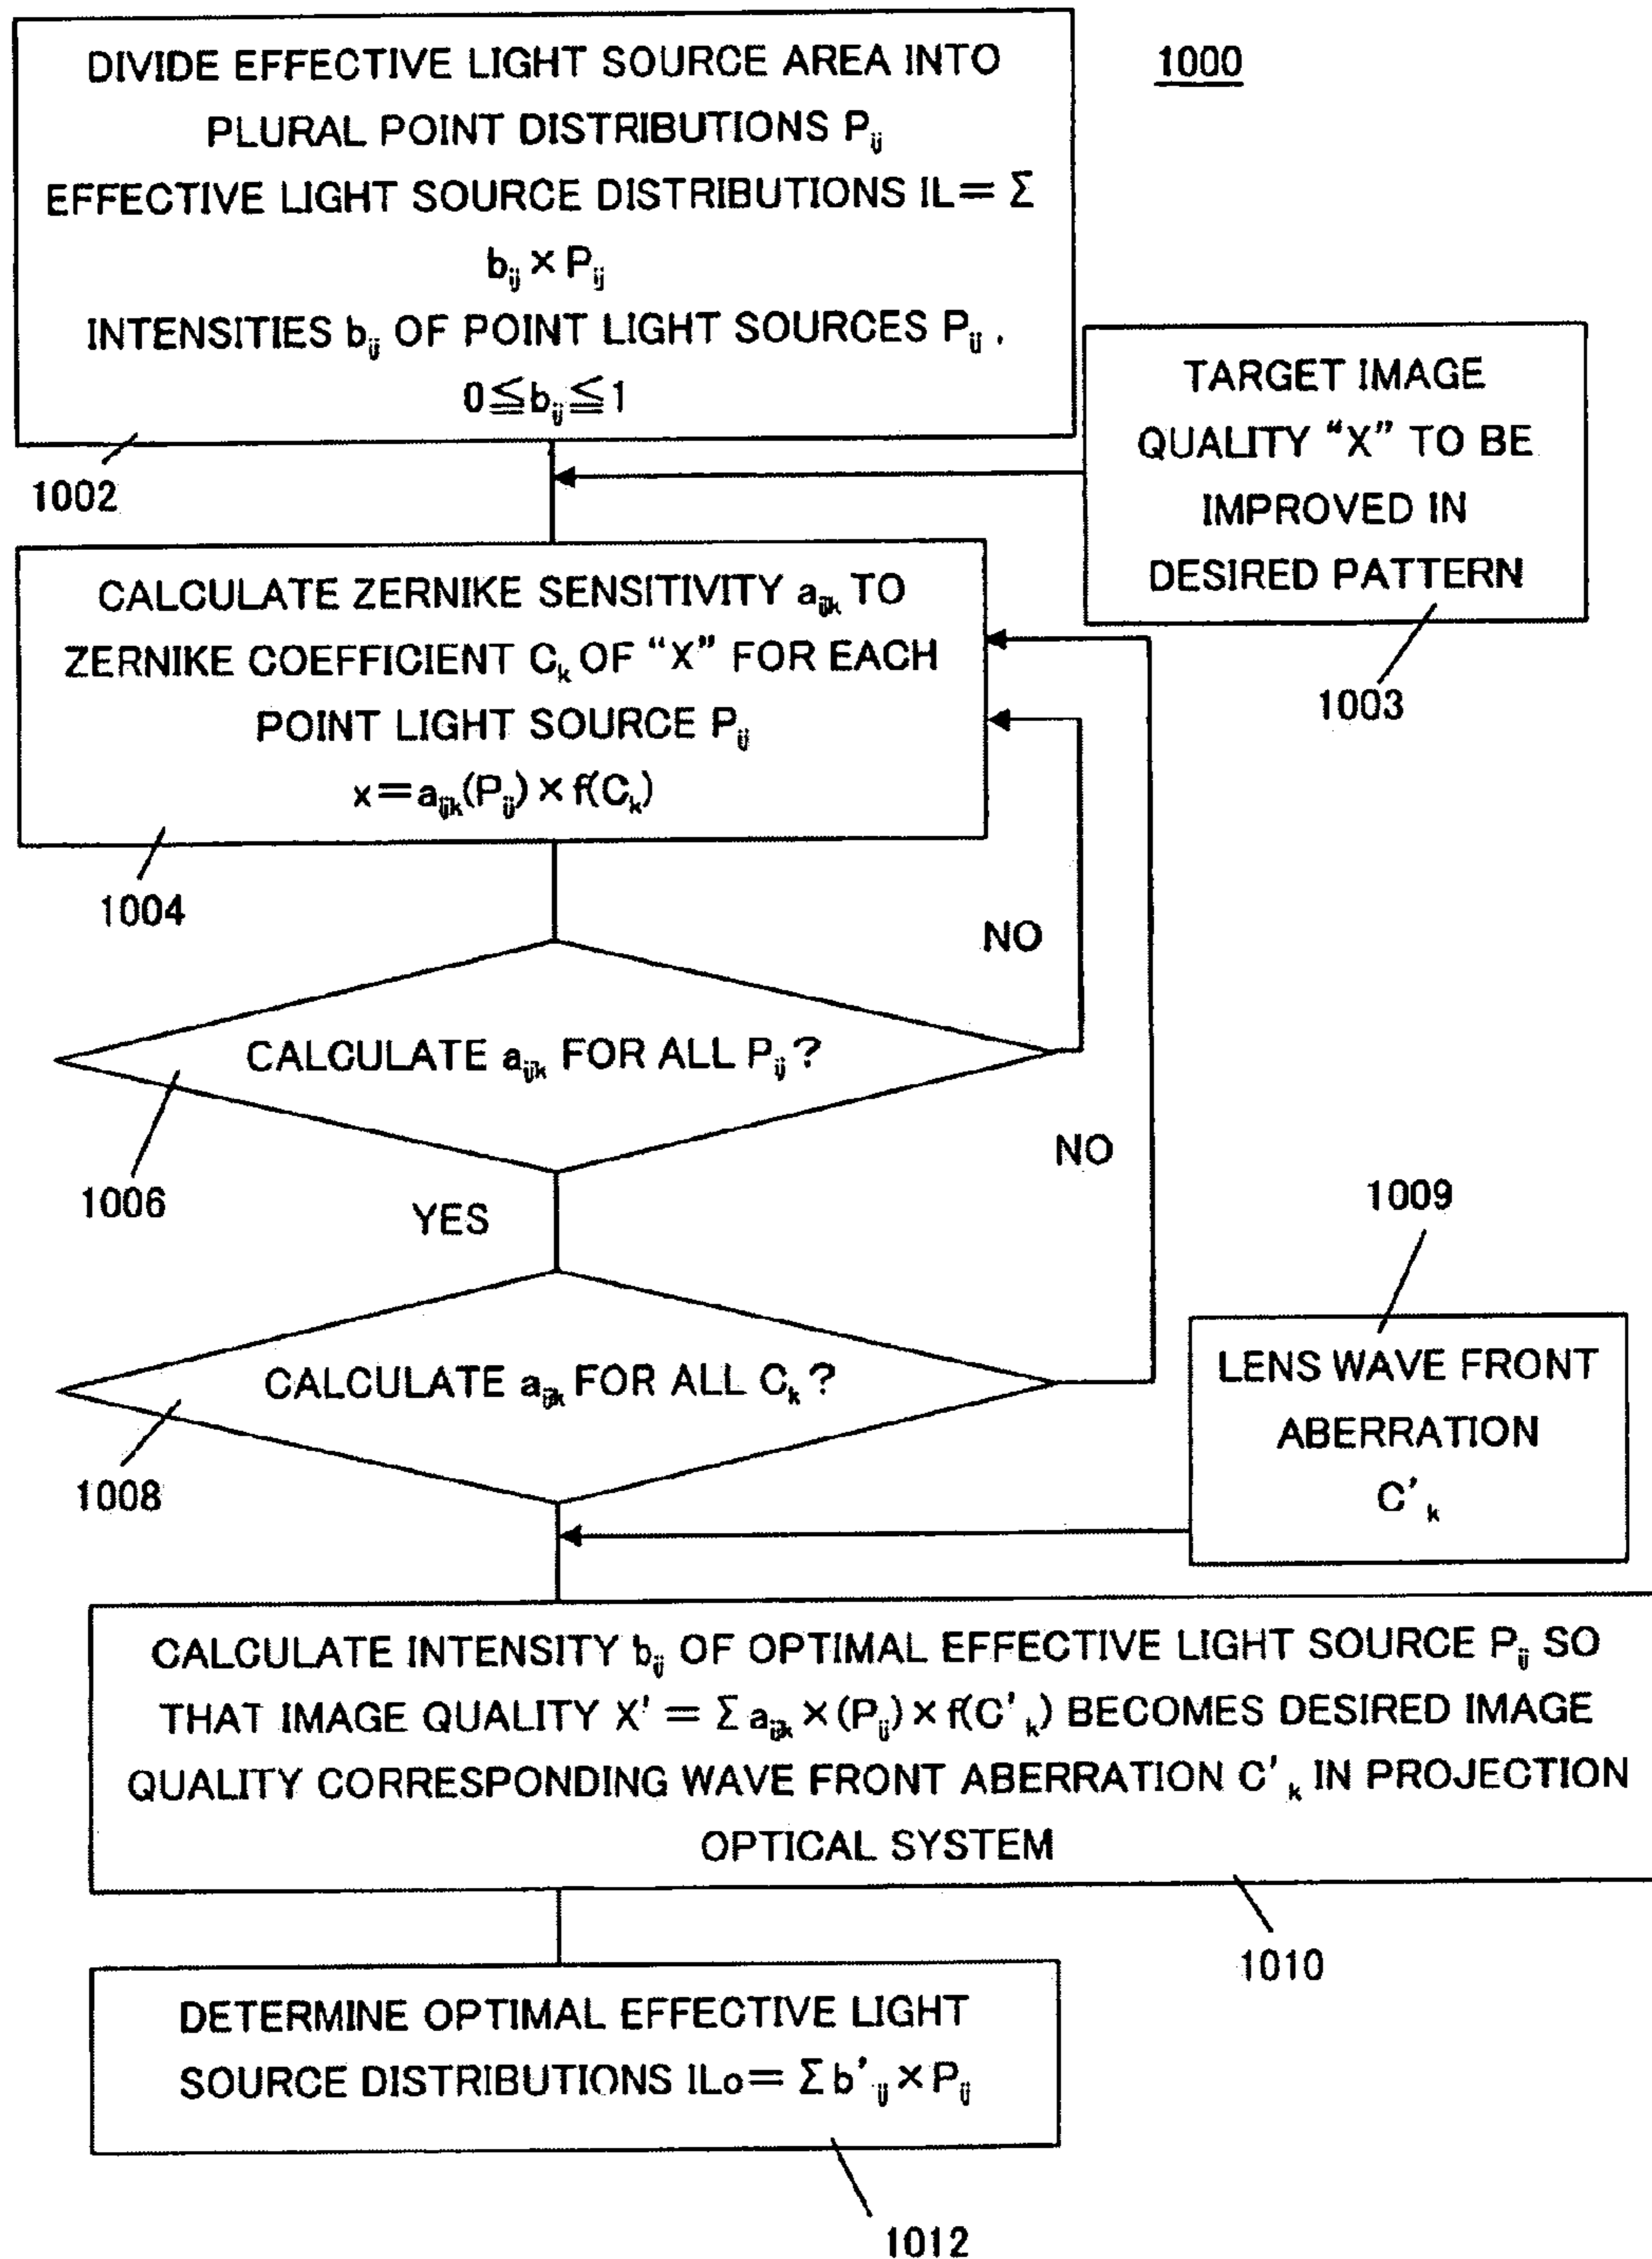 1000
DIVIDE EFFECTIVE LIGHT SOURCE AREA INTO
PLURAL POINT DISTRIBUTIONS Pij
EFFECTIVE LIGHT SOURCE DISTRIBUTIONS IL=Σ
bij×Pij
INTENSITIES bij OF POINT LIGHT SOURCES Pij.
0≦bij≦1
1002
TARGET IMAGE
QUALITY “X” TO BE
IMPROVED IN
DESIRED PATTERN
1003
CALCULATE ZERNIKE SENSITIVITY aijk TO
ZERNIKE COEFFICIENT Ck OF “X” FOR EACH
POINT LIGHT SOURCE Pij
x=aijk(Pij)×f(Ck)
1004
NO
CALCULATE aijk FOR ALL Pij?
1006
YES
NO
CALCULATE aijk FOR ALL Ck?
1008
1009
LENS WAVE FRONT
ABERRATION
C'k
CALCULATE INTENSITY bij OF OPTIMAL EFFECTIVE LIGHT SOURCE Pij SO
THAT IMAGE QUALITY X' = Σaijk×(Pij)×f(C'k) BECOMES DESIRED IMAGE
QUALITY CORRESPONDING WAVE FRONT ABERRATION C'k IN PROJECTION
OPTICAL SYSTEM
1010
DETERMINE OPTIMAL EFFECTIVE LIGHT
SOURCE DISTRIBUTIONS ILo=Σb'ij×Pij
1012